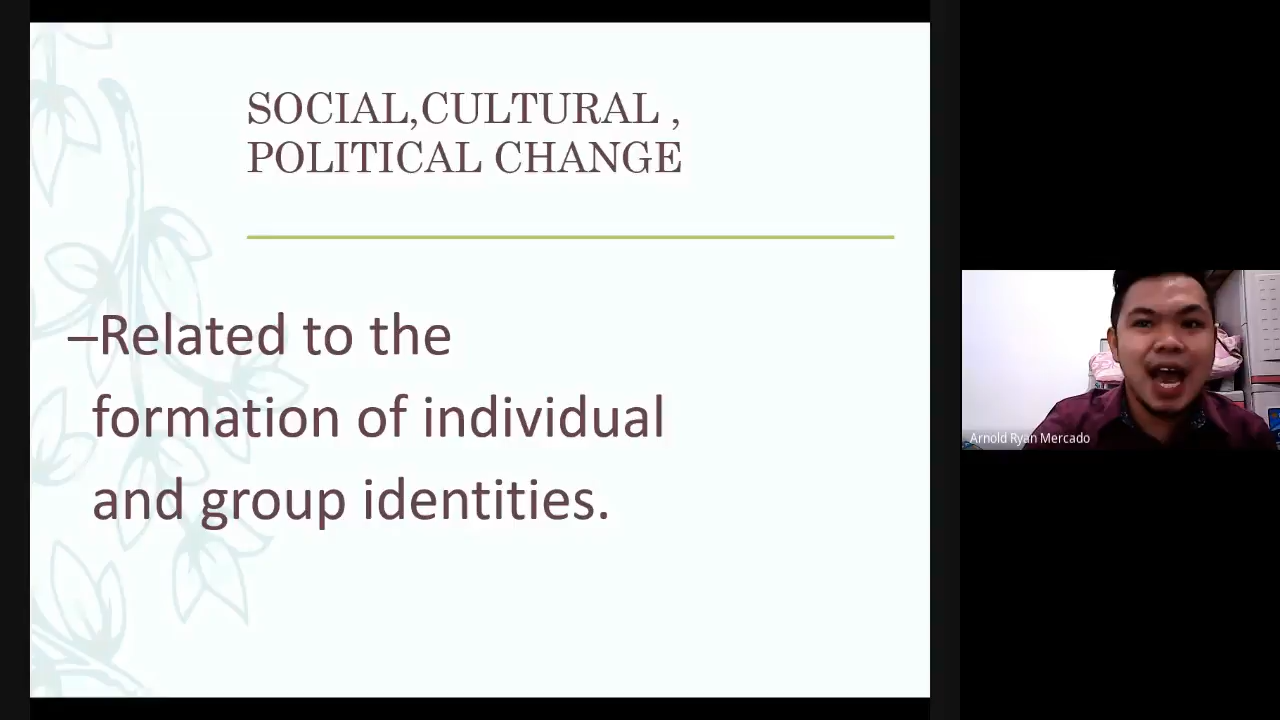 SOCIAL,CULTURAL ,
POLITICAL CHANGE
–Related to the
formation of individual
and group identities.
Arnold Ryan Mercado